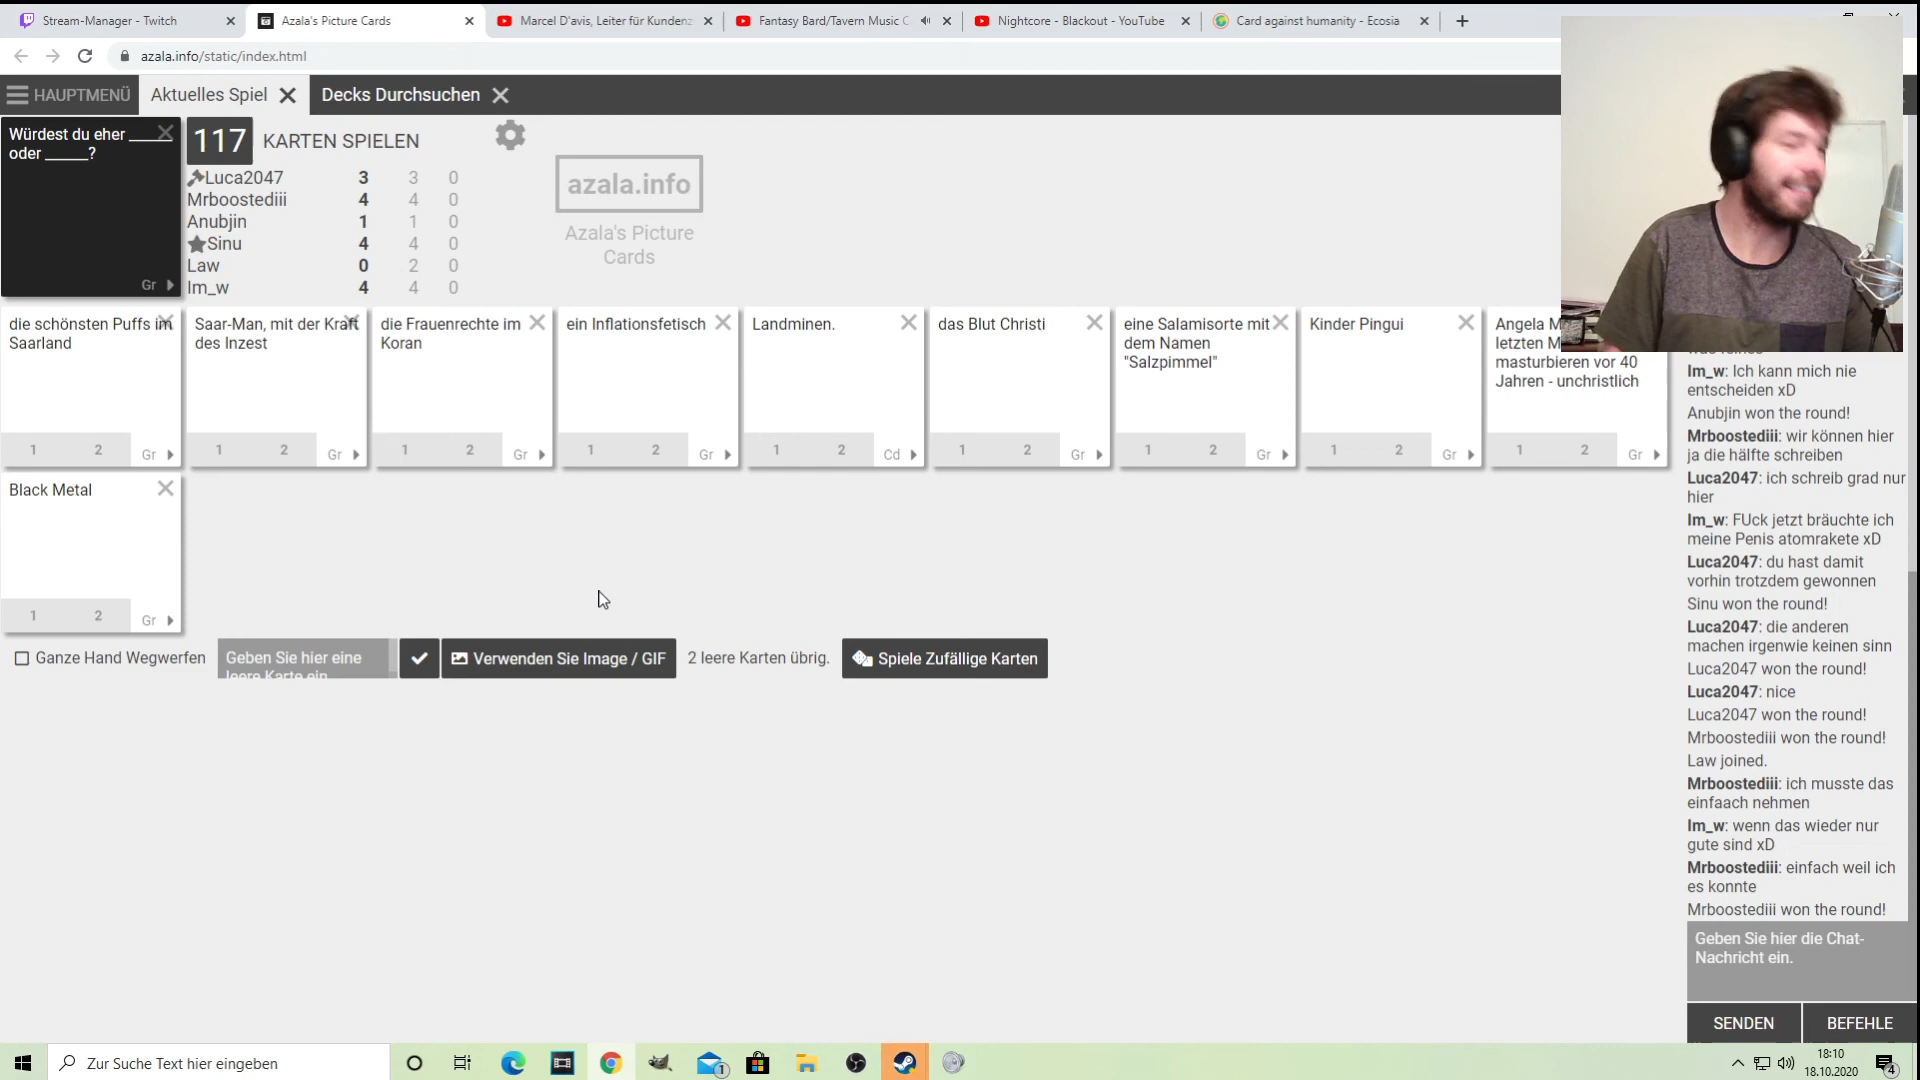 Stream-Manager - Twitch
Azala's Picture Cards
Marcel D'avis, Leiter für Kundenz
Fantasy Bard/Tavern Music C
Nightcore - Blackout - YouTube
Card against humanity - Ecosia
azala.info/static/index.html
HAUPTMENÜ
Aktuelles Spiel
Decks Durchsuchen
Würdest du eher _____
oder _____?
Gr
117 KARTEN SPIELEN
Luca2047 3 3 0
Mrboostediii 4 4 0
Anubjin 1 1 0
Sinu 4 4 0
Law 0 2 0
Im_w 4 4 0
azala.info
Azala's Picture
Cards
die schönsten Puffs im
Saarland
1 2 Gr
Saar-Man, mit der Kraft
des Inzest
1 2 Gr
die Frauenrechte im
Koran
1 2 Gr
ein Inflationsfetisch
1 2 Gr
Landminen.
1 2 Cd
das Blut Christi
1 2 Gr
eine Salamisorte mit
dem Namen
"Salzpimmel"
1 2 Gr
Kinder Pingui
1 2 Gr
Angela M
letzten M
masturbieren vor 40
Jahren - unchristlich
1 2 Gr
Black Metal
1 2 Gr
Ganze Hand Wegwerfen
Geben Sie hier eine
leere Karte ein
Verwenden Sie Image / GIF
2 leere Karten übrig.
Spiele Zufällige Karten
Im_w: Ich kann mich nie
entscheiden xD
Anubjin won the round!
Mrboostediii: wir können hier
ja die hälfte schreiben
Luca2047: ich schreib grad nur
hier
Im_w: FUck jetzt bräuchte ich
meine Penis atomrakete xD
Luca2047: du hast damit
vorhin trotzdem gewonnen
Sinu won the round!
Luca2047: die anderen
machen irgenwie keinen sinn
Luca2047 won the round!
Luca2047: nice
Luca2047 won the round!
Mrboostediii won the round!
Law joined.
Mrboostediii: ich musste das
einfaach nehmen
Im_w: wenn das wieder nur
gute sind xD
Mrboostediii: einfach weil ich
es konnte
Mrboostediii won the round!
Geben Sie hier die Chat-
Nachricht ein.
SENDEN
BEFEHLE
Zur Suche Text hier eingeben
1
18:10
18.10.2020
4